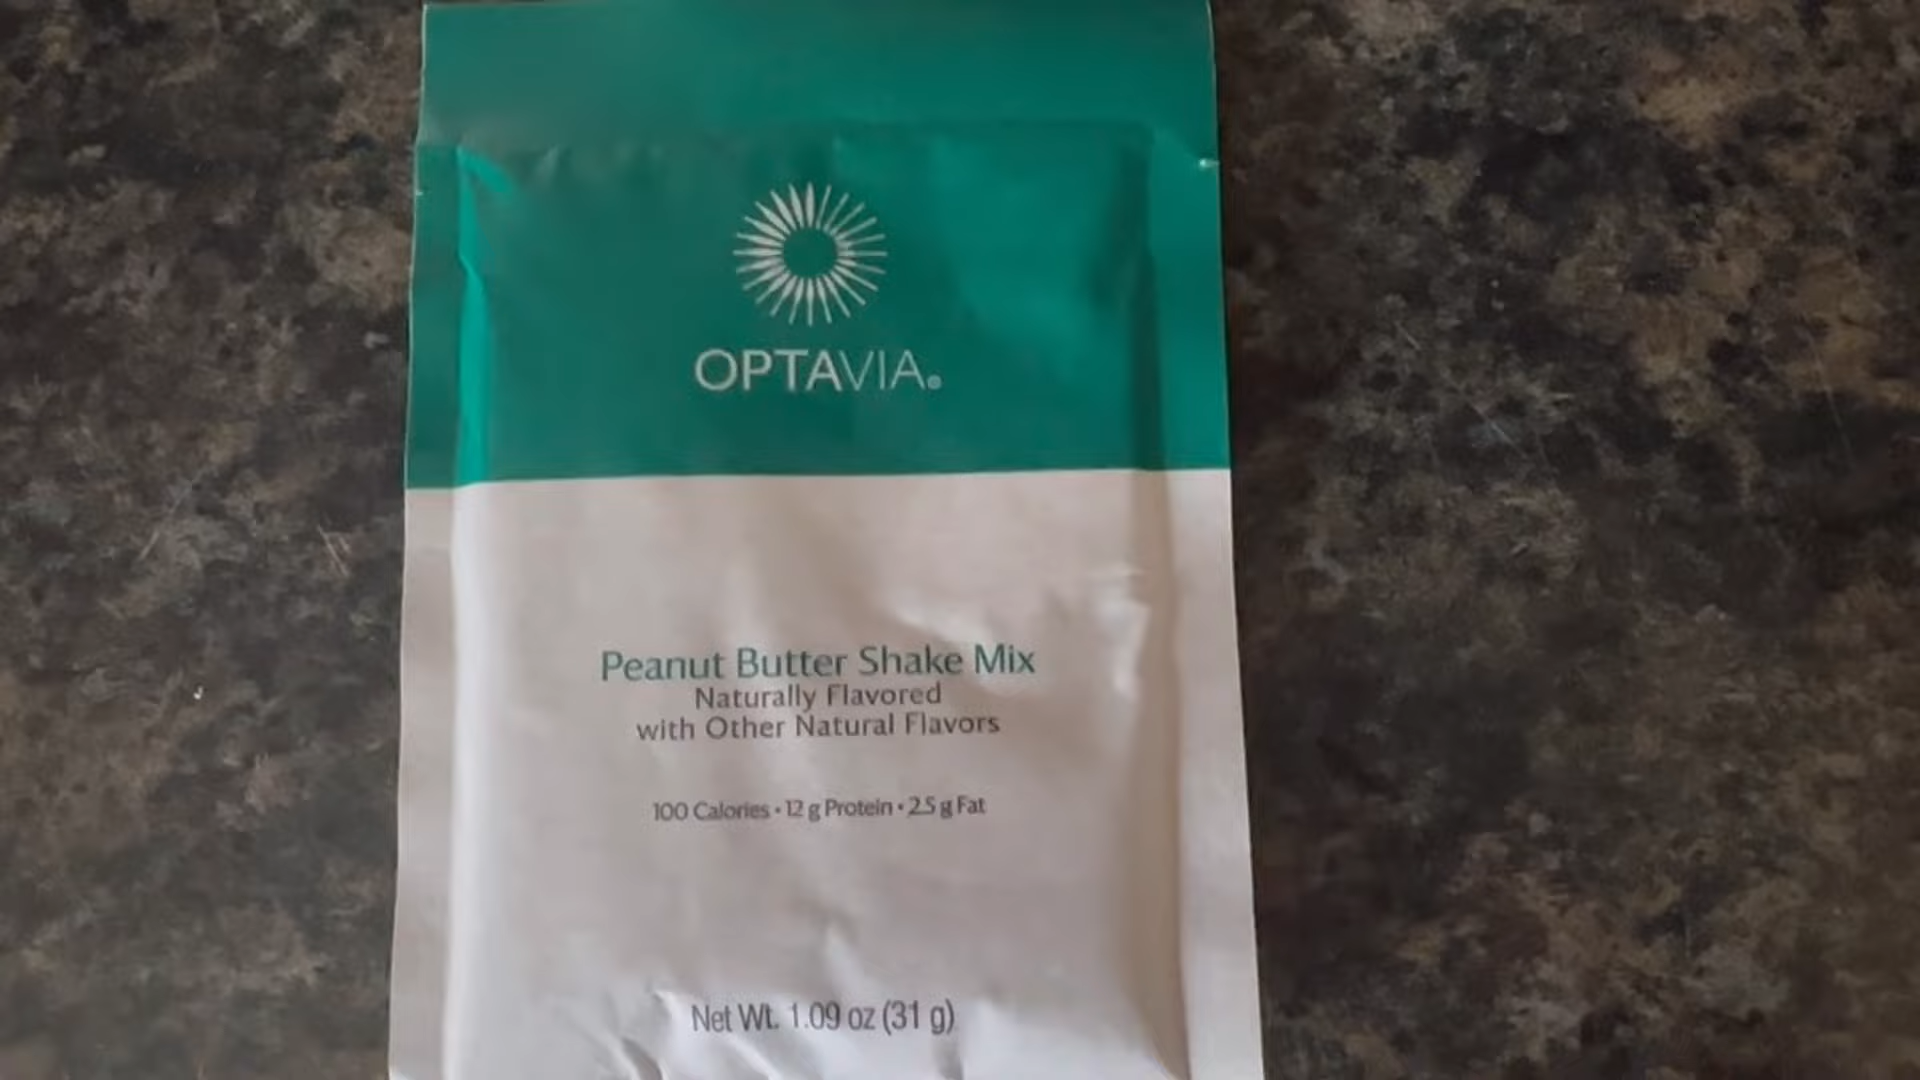 OPTAVIA®
Peanut Butter Shake Mix
Naturally Flavored
with Other Natural Flavors
100 Calories • 12 g Protein • 2.5 g Fat
Net Wt. 1.09 oz (31 g)